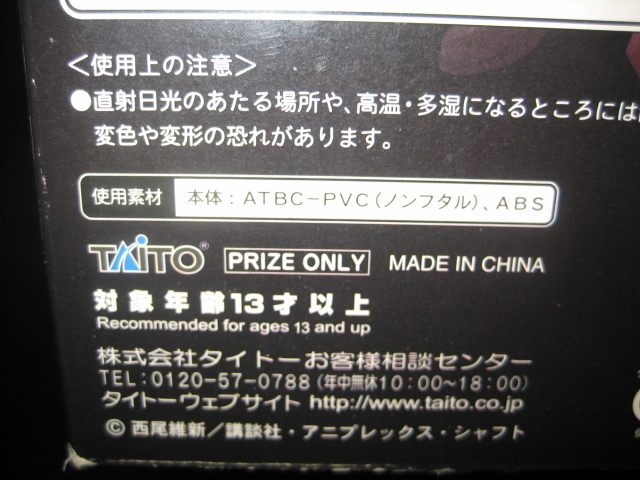 ＜使用上の注意＞
●直射日光のあたる場所や、高温・多湿になるところには
変色や変形の恐れがあります。
使用素材 本体：ATBC-PVC（ノンフタル）、ABS
TAITO® PRIZE ONLY MADE IN CHINA
対象年齢13才以上
Recommended for ages 13 and up
株式会社タイトーお客様相談センター
TEL：0120-57-0788（年中無休10：00～18：00）
タイトーウェブサイト http://www.taito.co.jp
© 西尾維新／講談社・アニプレックス・シャフト